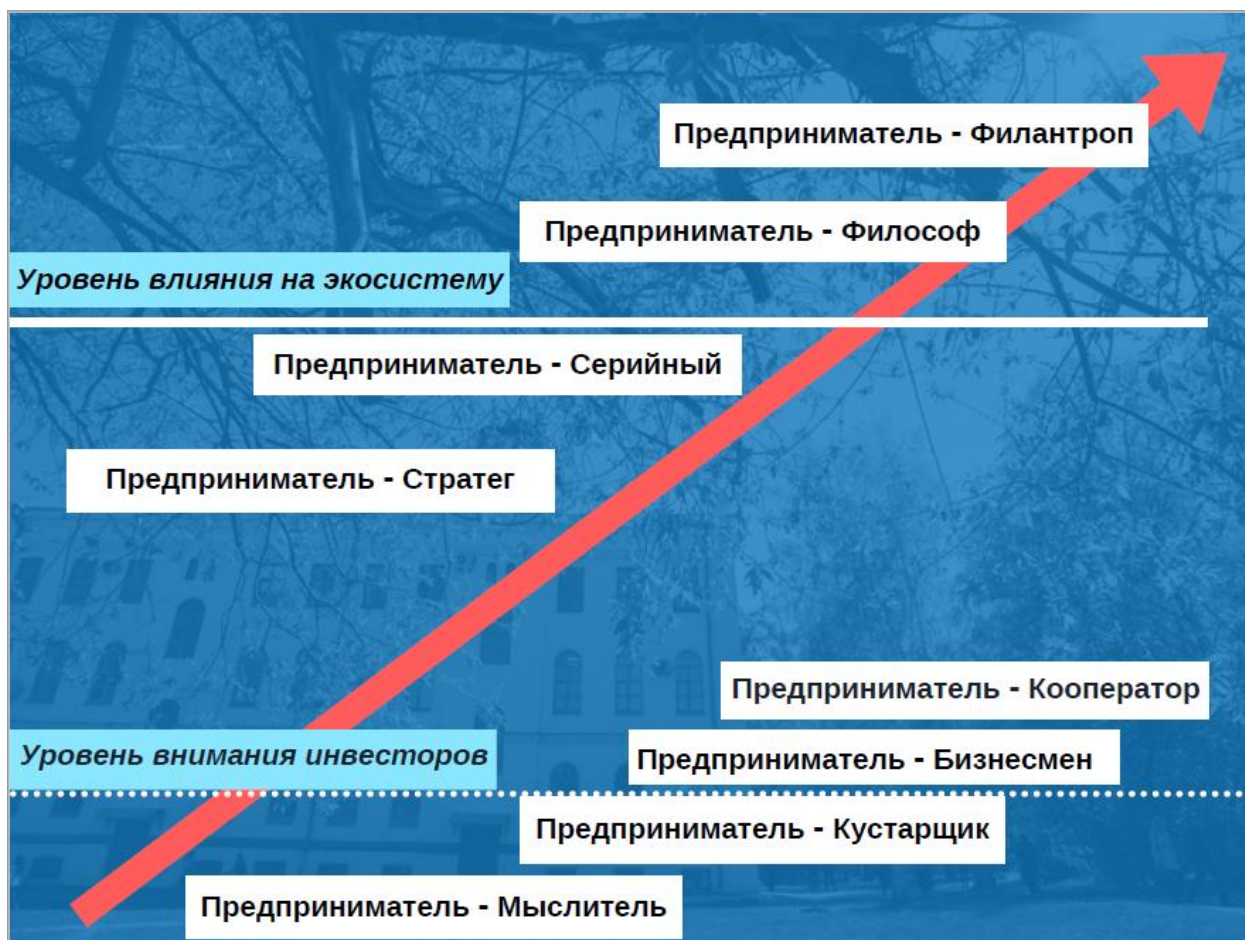 Предприниматель - Филантроп
Предприниматель - Философ
Уровень влияния на экосистему
Предприниматель - Серийный
Предприниматель - Стратег
Предприниматель - Кооператор
Уровень внимания инвесторов
Предприниматель - Бизнесмен
Предприниматель - Кустарщик
Предприниматель - Мыслитель